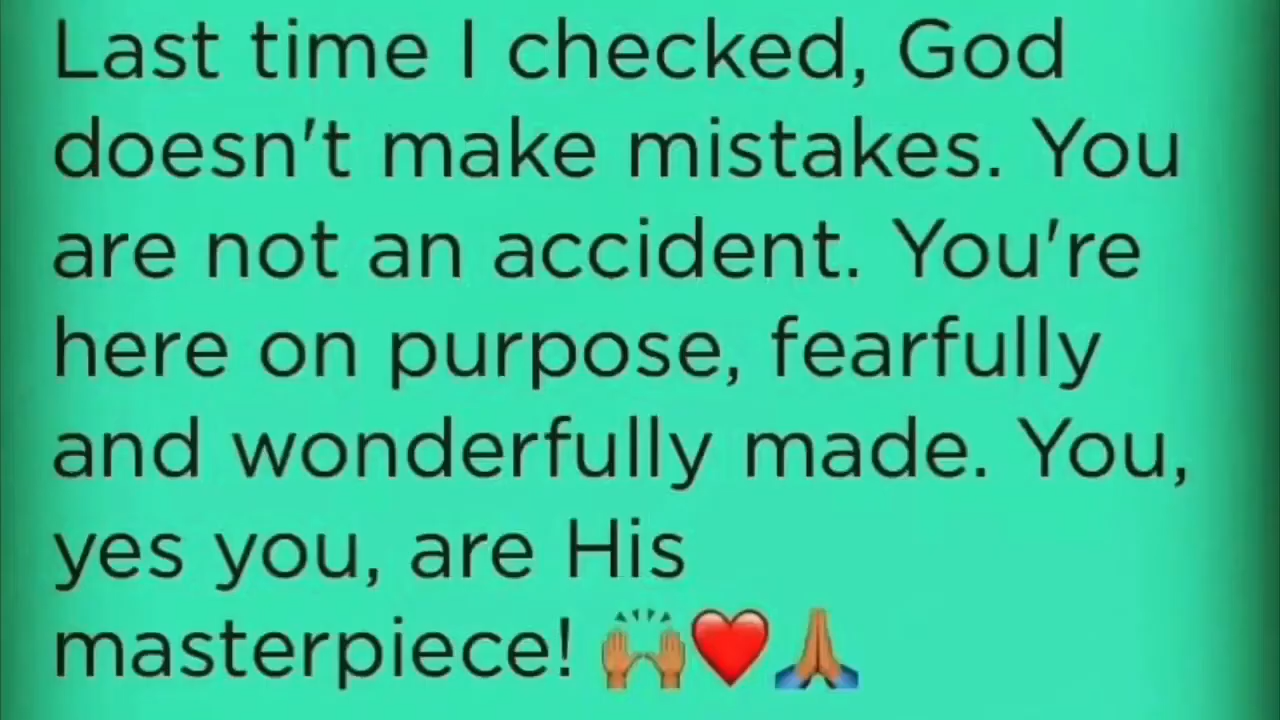 Last time I checked, God
doesn't make mistakes. You
are not an accident. You're
here on purpose, fearfully
and wonderfully made. You,
yes you, are His
masterpiece! 🙌🏽❤️🙏🏽